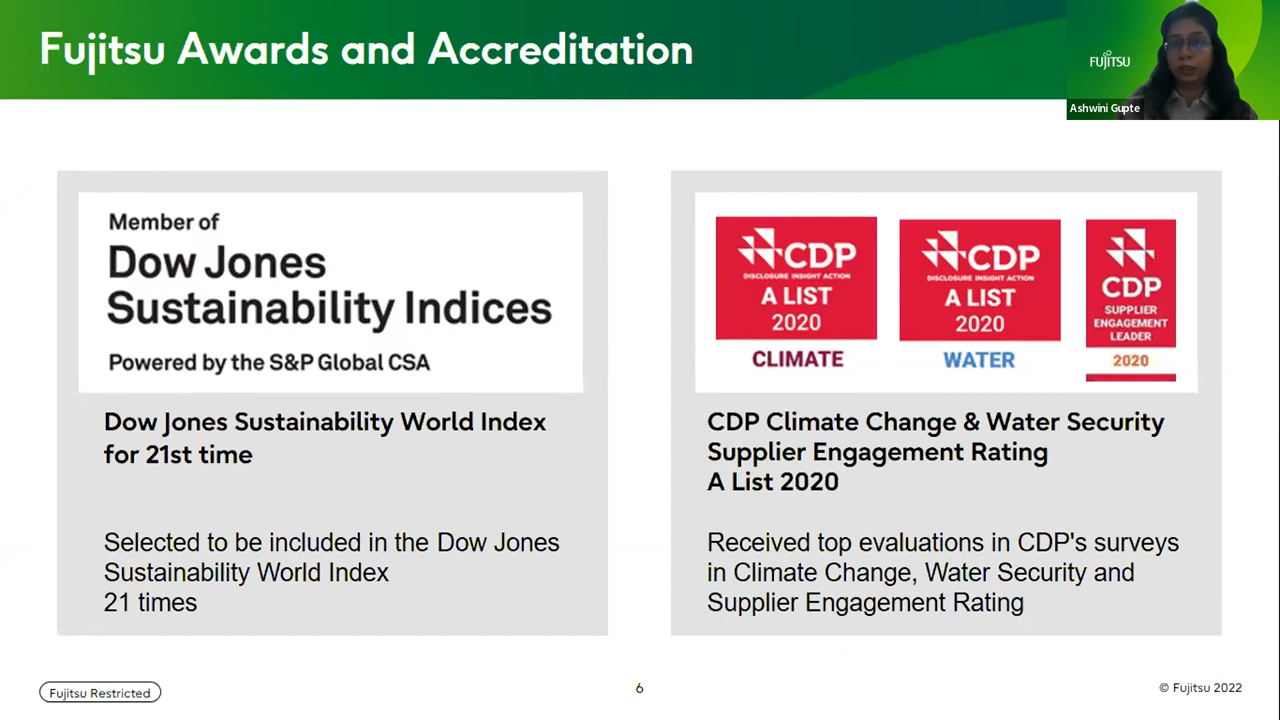 Fujitsu Awards and Accreditation
FUJITSU
Ashwini Gupte
Member of
Dow Jones
Sustainability Indices
Powered by the S&P Global CSA
Dow Jones Sustainability World Index
for 21st time
Selected to be included in the Dow Jones
Sustainability World Index
21 times
CDP
DISCLOSURE INSIGHT ACTION
A LIST
2020
CLIMATE
CDP
DISCLOSURE INSIGHT ACTION
A LIST
2020
WATER
CDP
SUPPLIER
ENGAGEMENT
LEADER
2020
CDP Climate Change & Water Security
Supplier Engagement Rating
A List 2020
Received top evaluations in CDP's surveys
in Climate Change, Water Security and
Supplier Engagement Rating
Fujitsu Restricted
6
© Fujitsu 2022